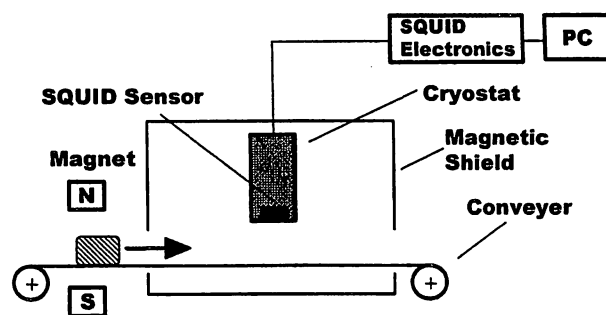 SQUID
Electronics
PC
SQUID Sensor
Cryostat
Magnetic
Shield
Magnet
N
Conveyer
S